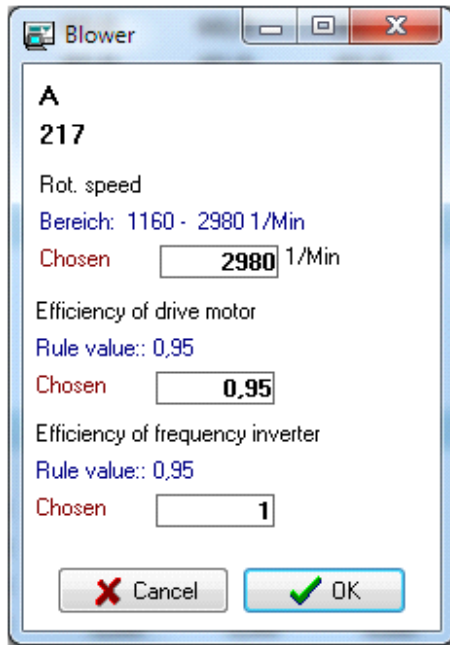 Blower
A
217
Rot. speed
Bereich: 1160 - 2980 1/Min
Chosen 2980 1/Min
Efficiency of drive motor
Rule value:: 0,95
Chosen 0,95
Efficiency of frequency inverter
Rule value:: 0,95
Chosen 1
Cancel OK